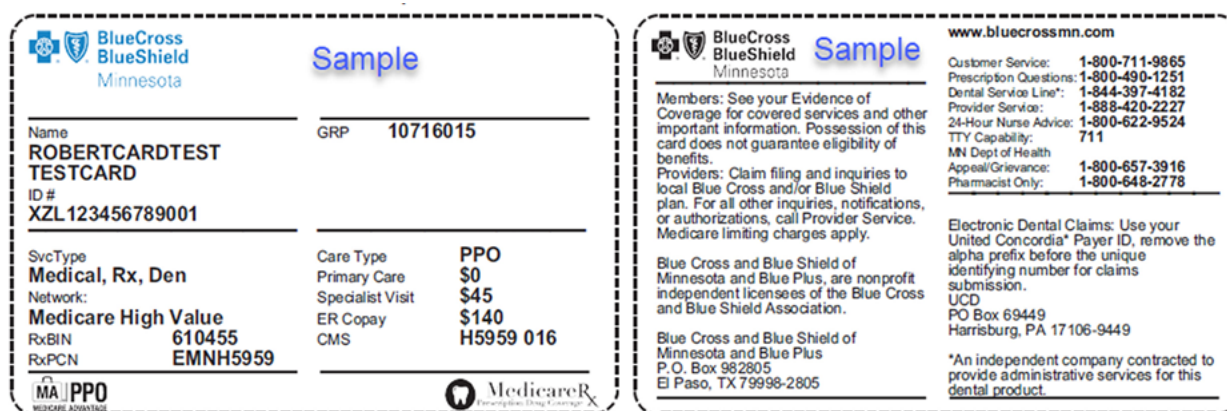 BlueCross
BlueShield
Minnesota
Sample
Name
ROBERTCARDTEST
TESTCARD
ID #
XZL123456789001
GRP 10716015
SvcType
Medical, Rx, Den
Network:
Medicare High Value
RxBIN 610455
RxPCN EMNH5959
Care Type PPO
Primary Care $0
Specialist Visit $45
ER Copay $140
CMS H5959 016
MA PPO
MEDICARE ADVANTAGE
MedicareRx
Prescription Drug Coverage
BlueCross
BlueShield
Minnesota
Sample
Members: See your Evidence of
Coverage for covered services and other
important information. Possession of this
card does not guarantee eligibility of
benefits.
Providers: Claim filing and inquiries to
local Blue Cross and/or Blue Shield
plan. For all other inquiries, notifications,
or authorizations, call Provider Service.
Medicare limiting charges apply.
Blue Cross and Blue Shield of
Minnesota and Blue Plus, are nonprofit
independent licensees of the Blue Cross
and Blue Shield Association.
Blue Cross and Blue Shield of
Minnesota and Blue Plus
P.O. Box 982805
El Paso, TX 79998-2805
www.bluecrossmn.com
Customer Service: 1-800-711-9865
Prescription Questions: 1-800-490-1251
Dental Service Line*: 1-844-397-4182
Provider Service: 1-888-420-2227
24-Hour Nurse Advice: 1-800-622-9524
TTY Capability: 711
MN Dept of Health
Appeal/Grievance: 1-800-657-3916
Pharmacist Only: 1-800-648-2778
Electronic Dental Claims: Use your
United Concordia* Payer ID, remove the
alpha prefix before the unique
identifying number for claims
submission.
UCD
PO Box 69449
Harrisburg, PA 17106-9449
*An independent company contracted to
provide administrative services for this
dental product.